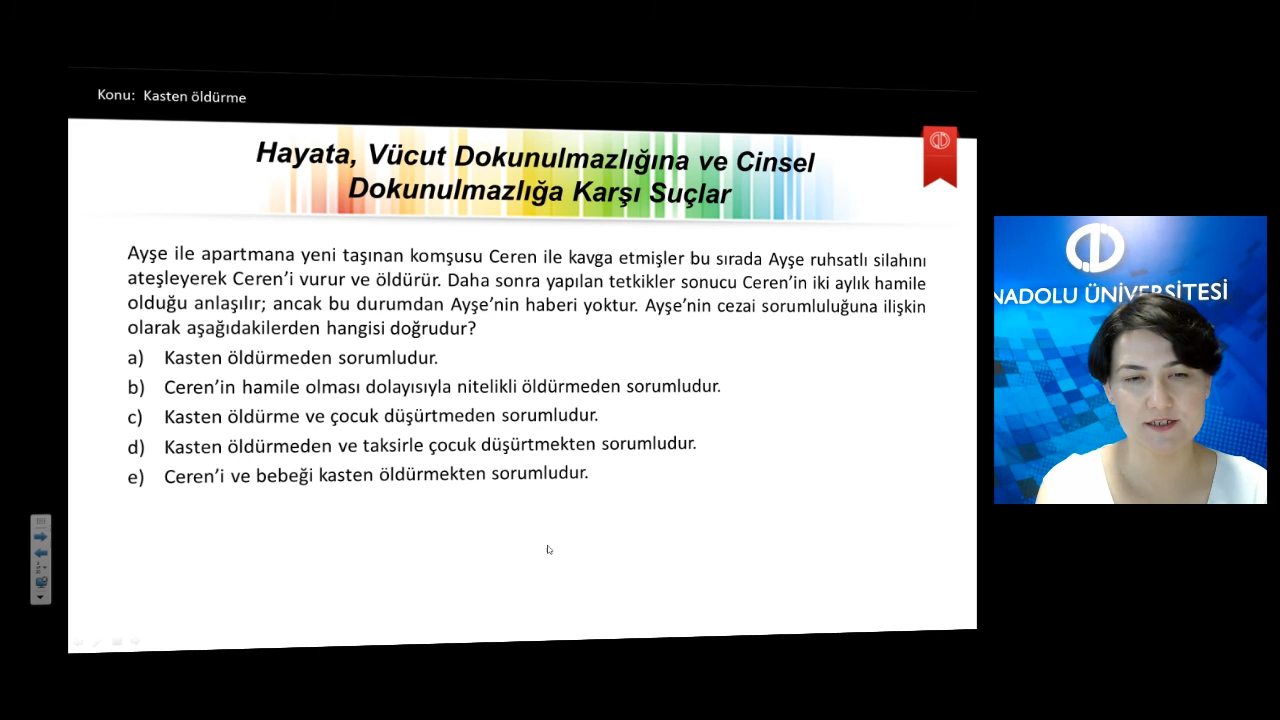 Konu: Kasten öldürme
Hayata, Vücut Dokunulmazlığına ve Cinsel
Dokunulmazlığa Karşı Suçlar
Ayşe ile apartmana yeni taşınan komşusu Ceren ile kavga etmişler bu sırada Ayşe ruhsatlı silahını
ateşleyerek Ceren’i vurur ve öldürür. Daha sonra yapılan tetkikler sonucu Ceren’in iki aylık hamile
olduğu anlaşılır; ancak bu durumdan Ayşe’nin haberi yoktur. Ayşe’nin cezai sorumluluğuna ilişkin
olarak aşağıdakilerden hangisi doğrudur?
a) Kasten öldürmeden sorumludur.
b) Ceren’in hamile olması dolayısıyla nitelikli öldürmeden sorumludur.
c) Kasten öldürme ve çocuk düşürtmeden sorumludur.
d) Kasten öldürmeden ve taksirle çocuk düşürtmekten sorumludur.
e) Ceren’i ve bebeği kasten öldürmekten sorumludur.
NADOLU ÜNİVERSİTESİ